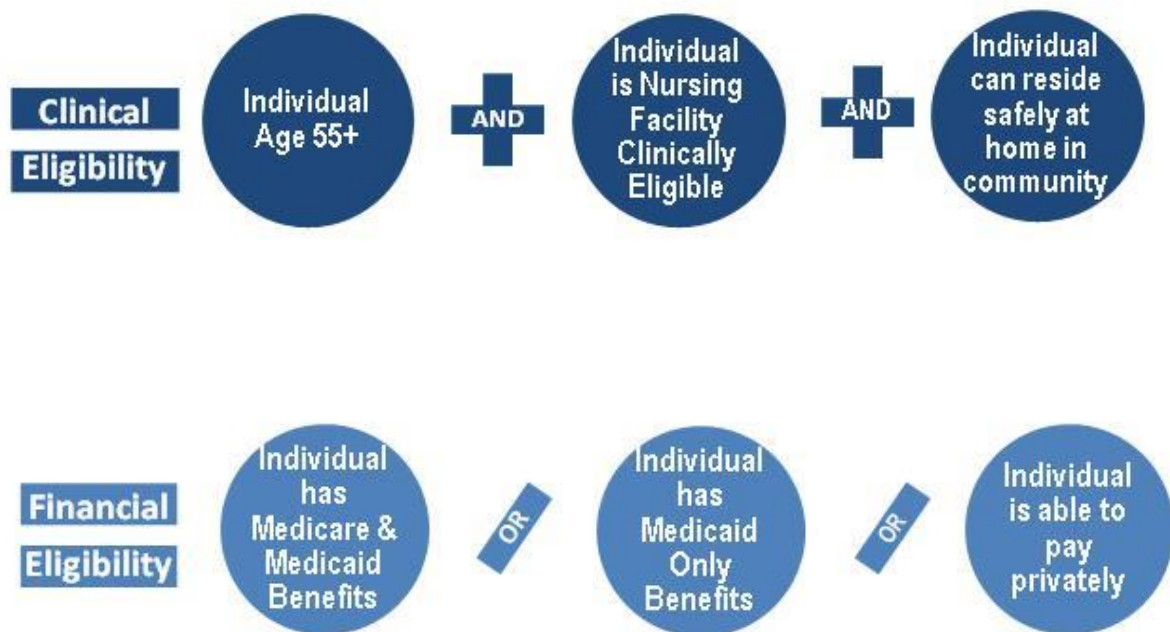 Clinical
Eligibility
Individual
Age 55+
AND
Individual
is Nursing
Facility
Clinically
Eligible
AND
Individual
can reside
safely at
home in
community
Financial
Eligibility
Individual
has
Medicare &
Medicaid
Benefits
OR
Individual
has
Medicaid
Only
Benefits
OR
Individual
is able to
pay
privately